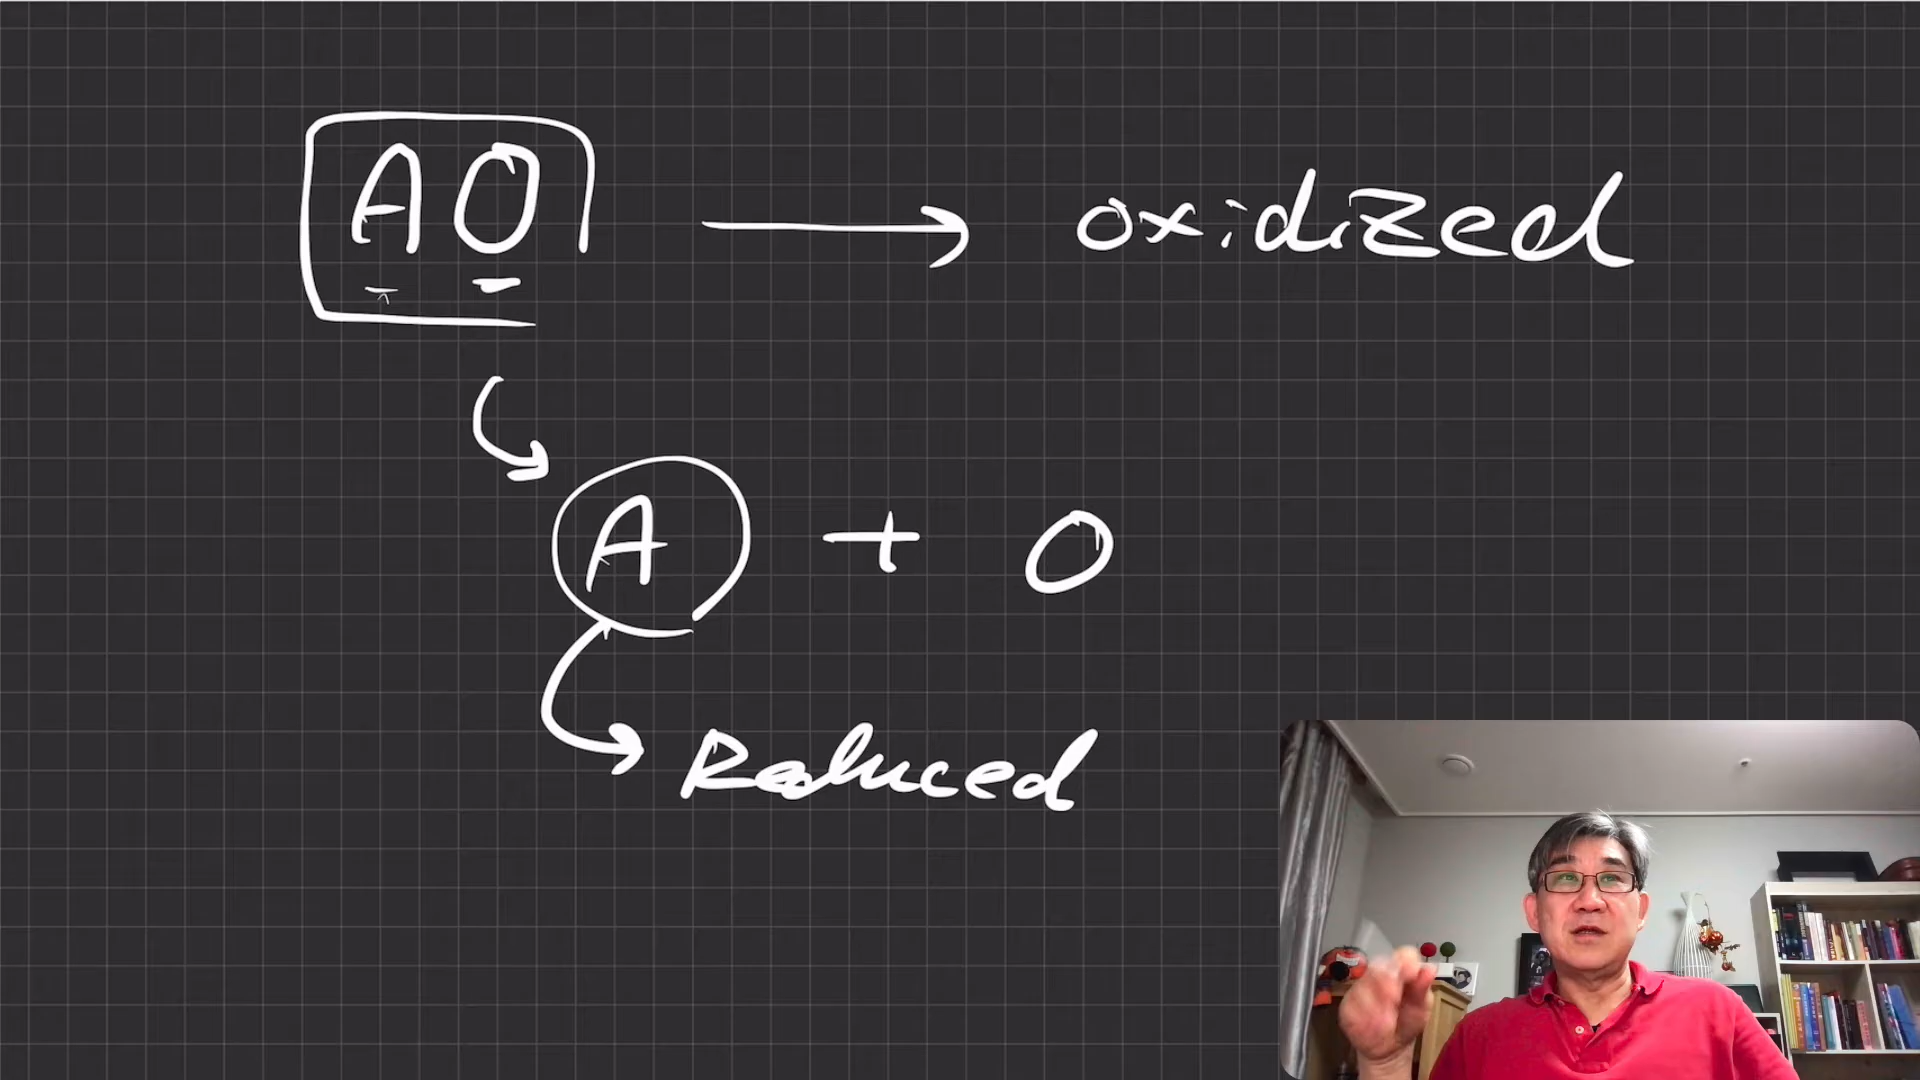 AO → oxidized
A + O
Reduced